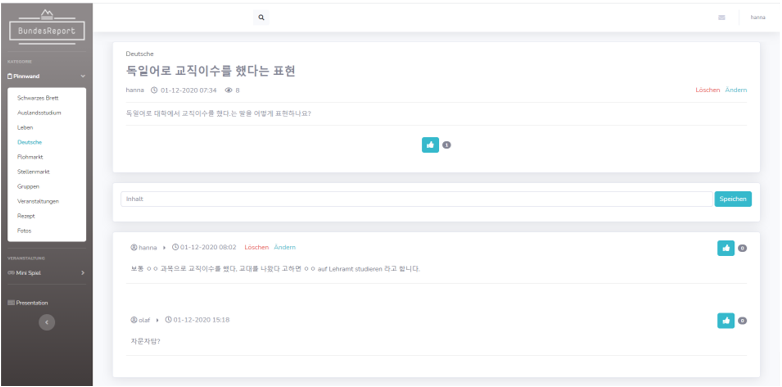 BundesReport
hanna
KATEGORIE
Pinnwand
Schwarzes Brett
Auslandsstudium
Leben
Deutsche
Flohmarkt
Stellenmarkt
Gruppen
Veranstaltungen
Rezept
Fotos
VERANSTALTUNG
Mini Spiel
Presentation
Deutsche
독일어로 교직이수를 했다는 표현
hanna 01-12-2020 07:34 8
Löschen Ändern
독일어로 대학에서 교직이수를 했다.는 말을 어떻게 표현하나요?
Inhalt
Speichen
hanna 01-12-2020 08:02 Löschen Ändern
0
보통 ㅇㅇ 과목으로 교직이수를 했다, 교대를 나왔다 고하면 ㅇㅇ auf Lehramt studieren 라고 합니다.
olaf 01-12-2020 15:18
0
자문자답?